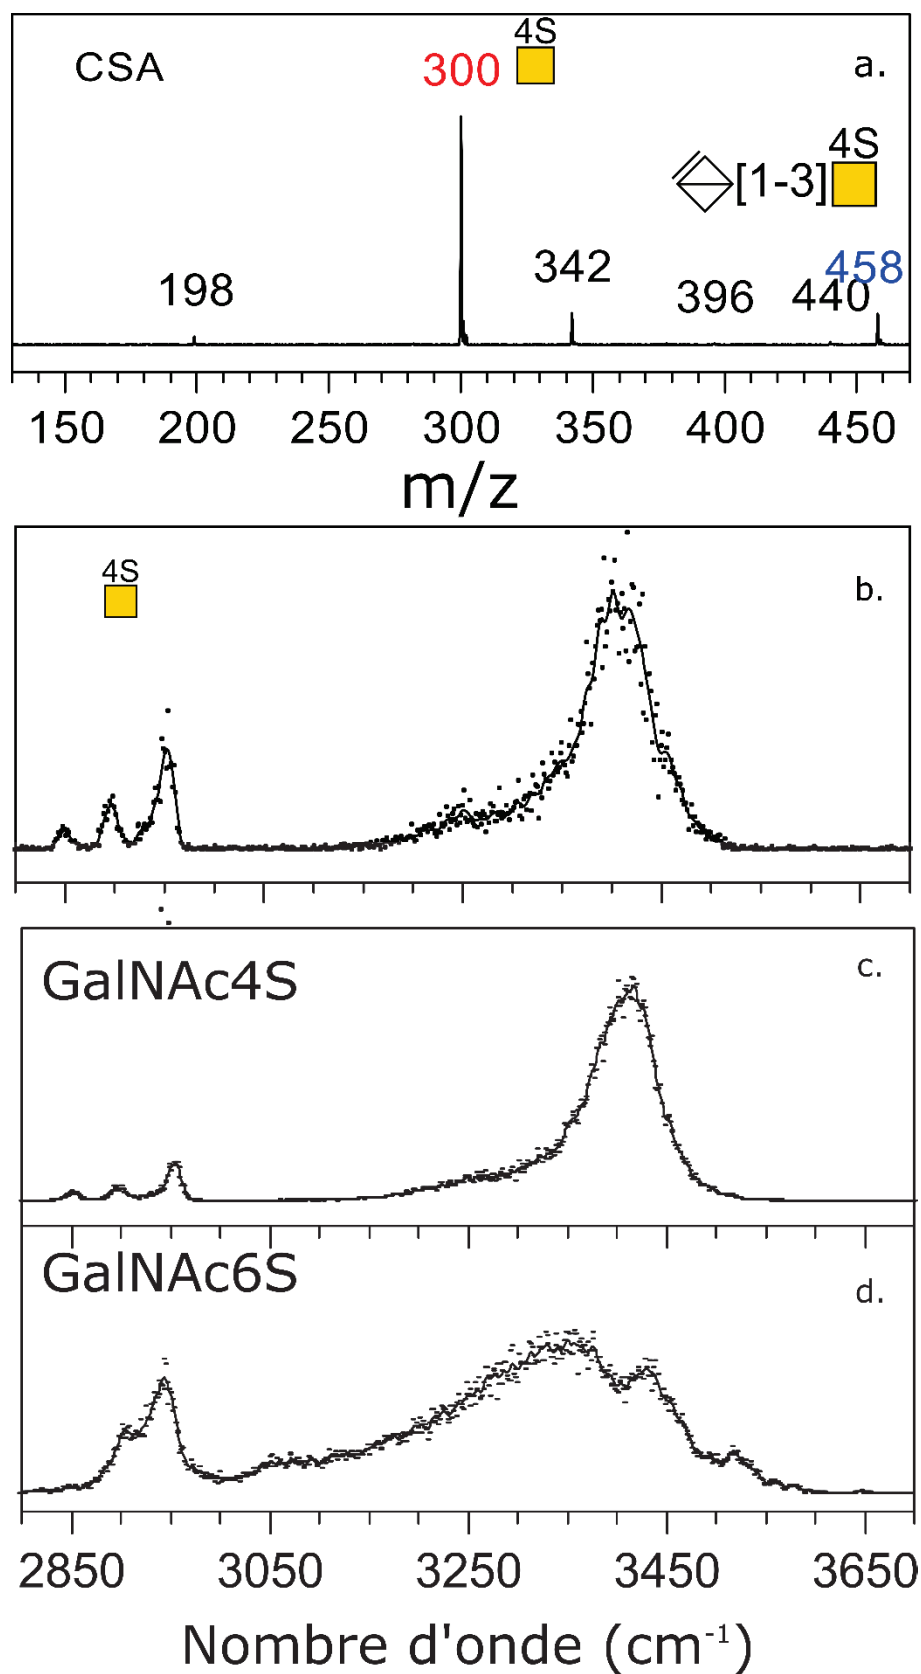 4S
CSA
300
a.
4S
[1-3]
458
342
198
396
440
150 200 250 300 350 400 450
m/z
4S
b.
GalNAc4S
c.
GalNAc6S
d.
2850 3050 3250 3450 3650
Nombre d'onde (cm⁻¹)